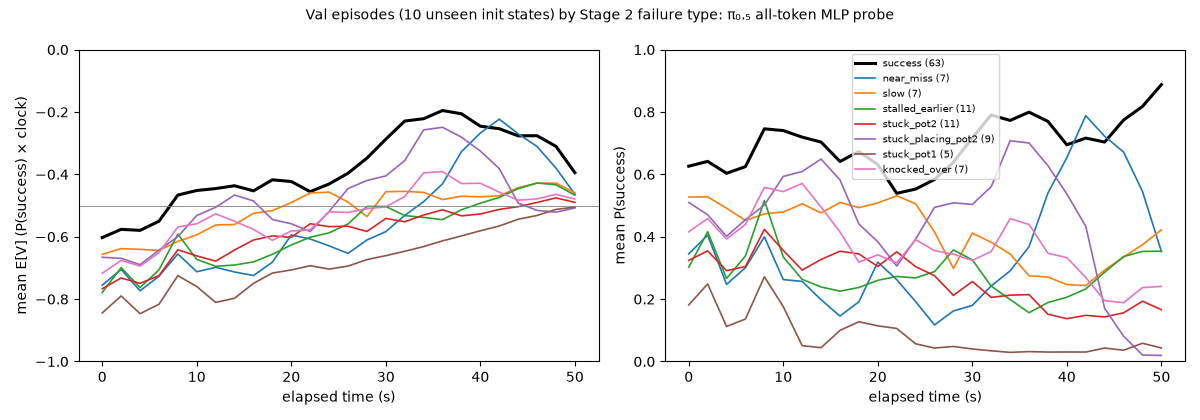 Val episodes (10 unseen init states) by Stage 2 failure type: π₀.₅ all-token MLP probe
mean E[V] (P(success) × clock)
0.0
−0.2
−0.4
−0.6
−0.8
−1.0
0 10 20 30 40 50
elapsed time (s)
mean P(success)
1.0
0.8
0.6
0.4
0.2
0.0
success (63)
near_miss (7)
slow (7)
stalled_earlier (11)
stuck_pot2 (11)
stuck_placing_pot2 (9)
stuck_pot1 (5)
knocked_over (7)
0 10 20 30 40 50
elapsed time (s)